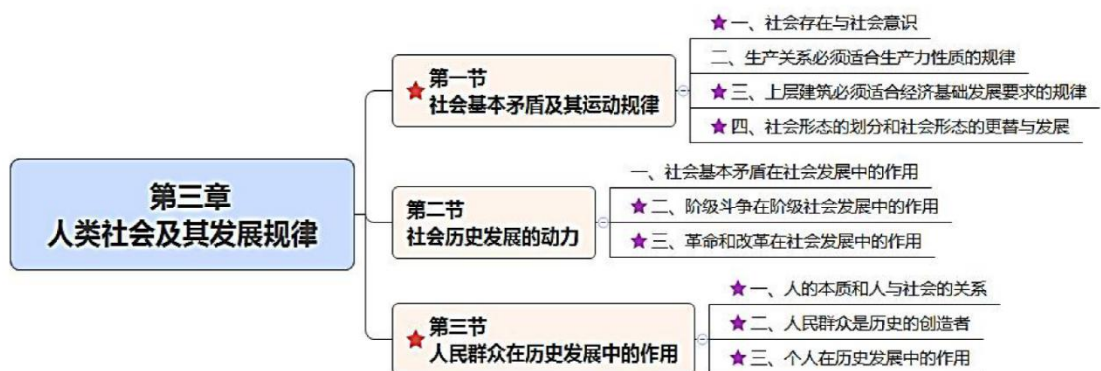 第三章
人类社会及其发展规律
第一节
社会基本矛盾及其运动规律
一、社会存在与社会意识
二、生产关系必须适合生产力性质的规律
三、上层建筑必须适合经济基础发展要求的规律
四、社会形态的划分和社会形态的更替与发展
第二节
社会历史发展的动力
一、社会基本矛盾在社会发展中的作用
二、阶级斗争在阶级社会发展中的作用
三、革命和改革在社会发展中的作用
第三节
人民群众在历史发展中的作用
一、人的本质和人与社会的关系
二、人民群众是历史的创造者
三、个人在历史发展中的作用